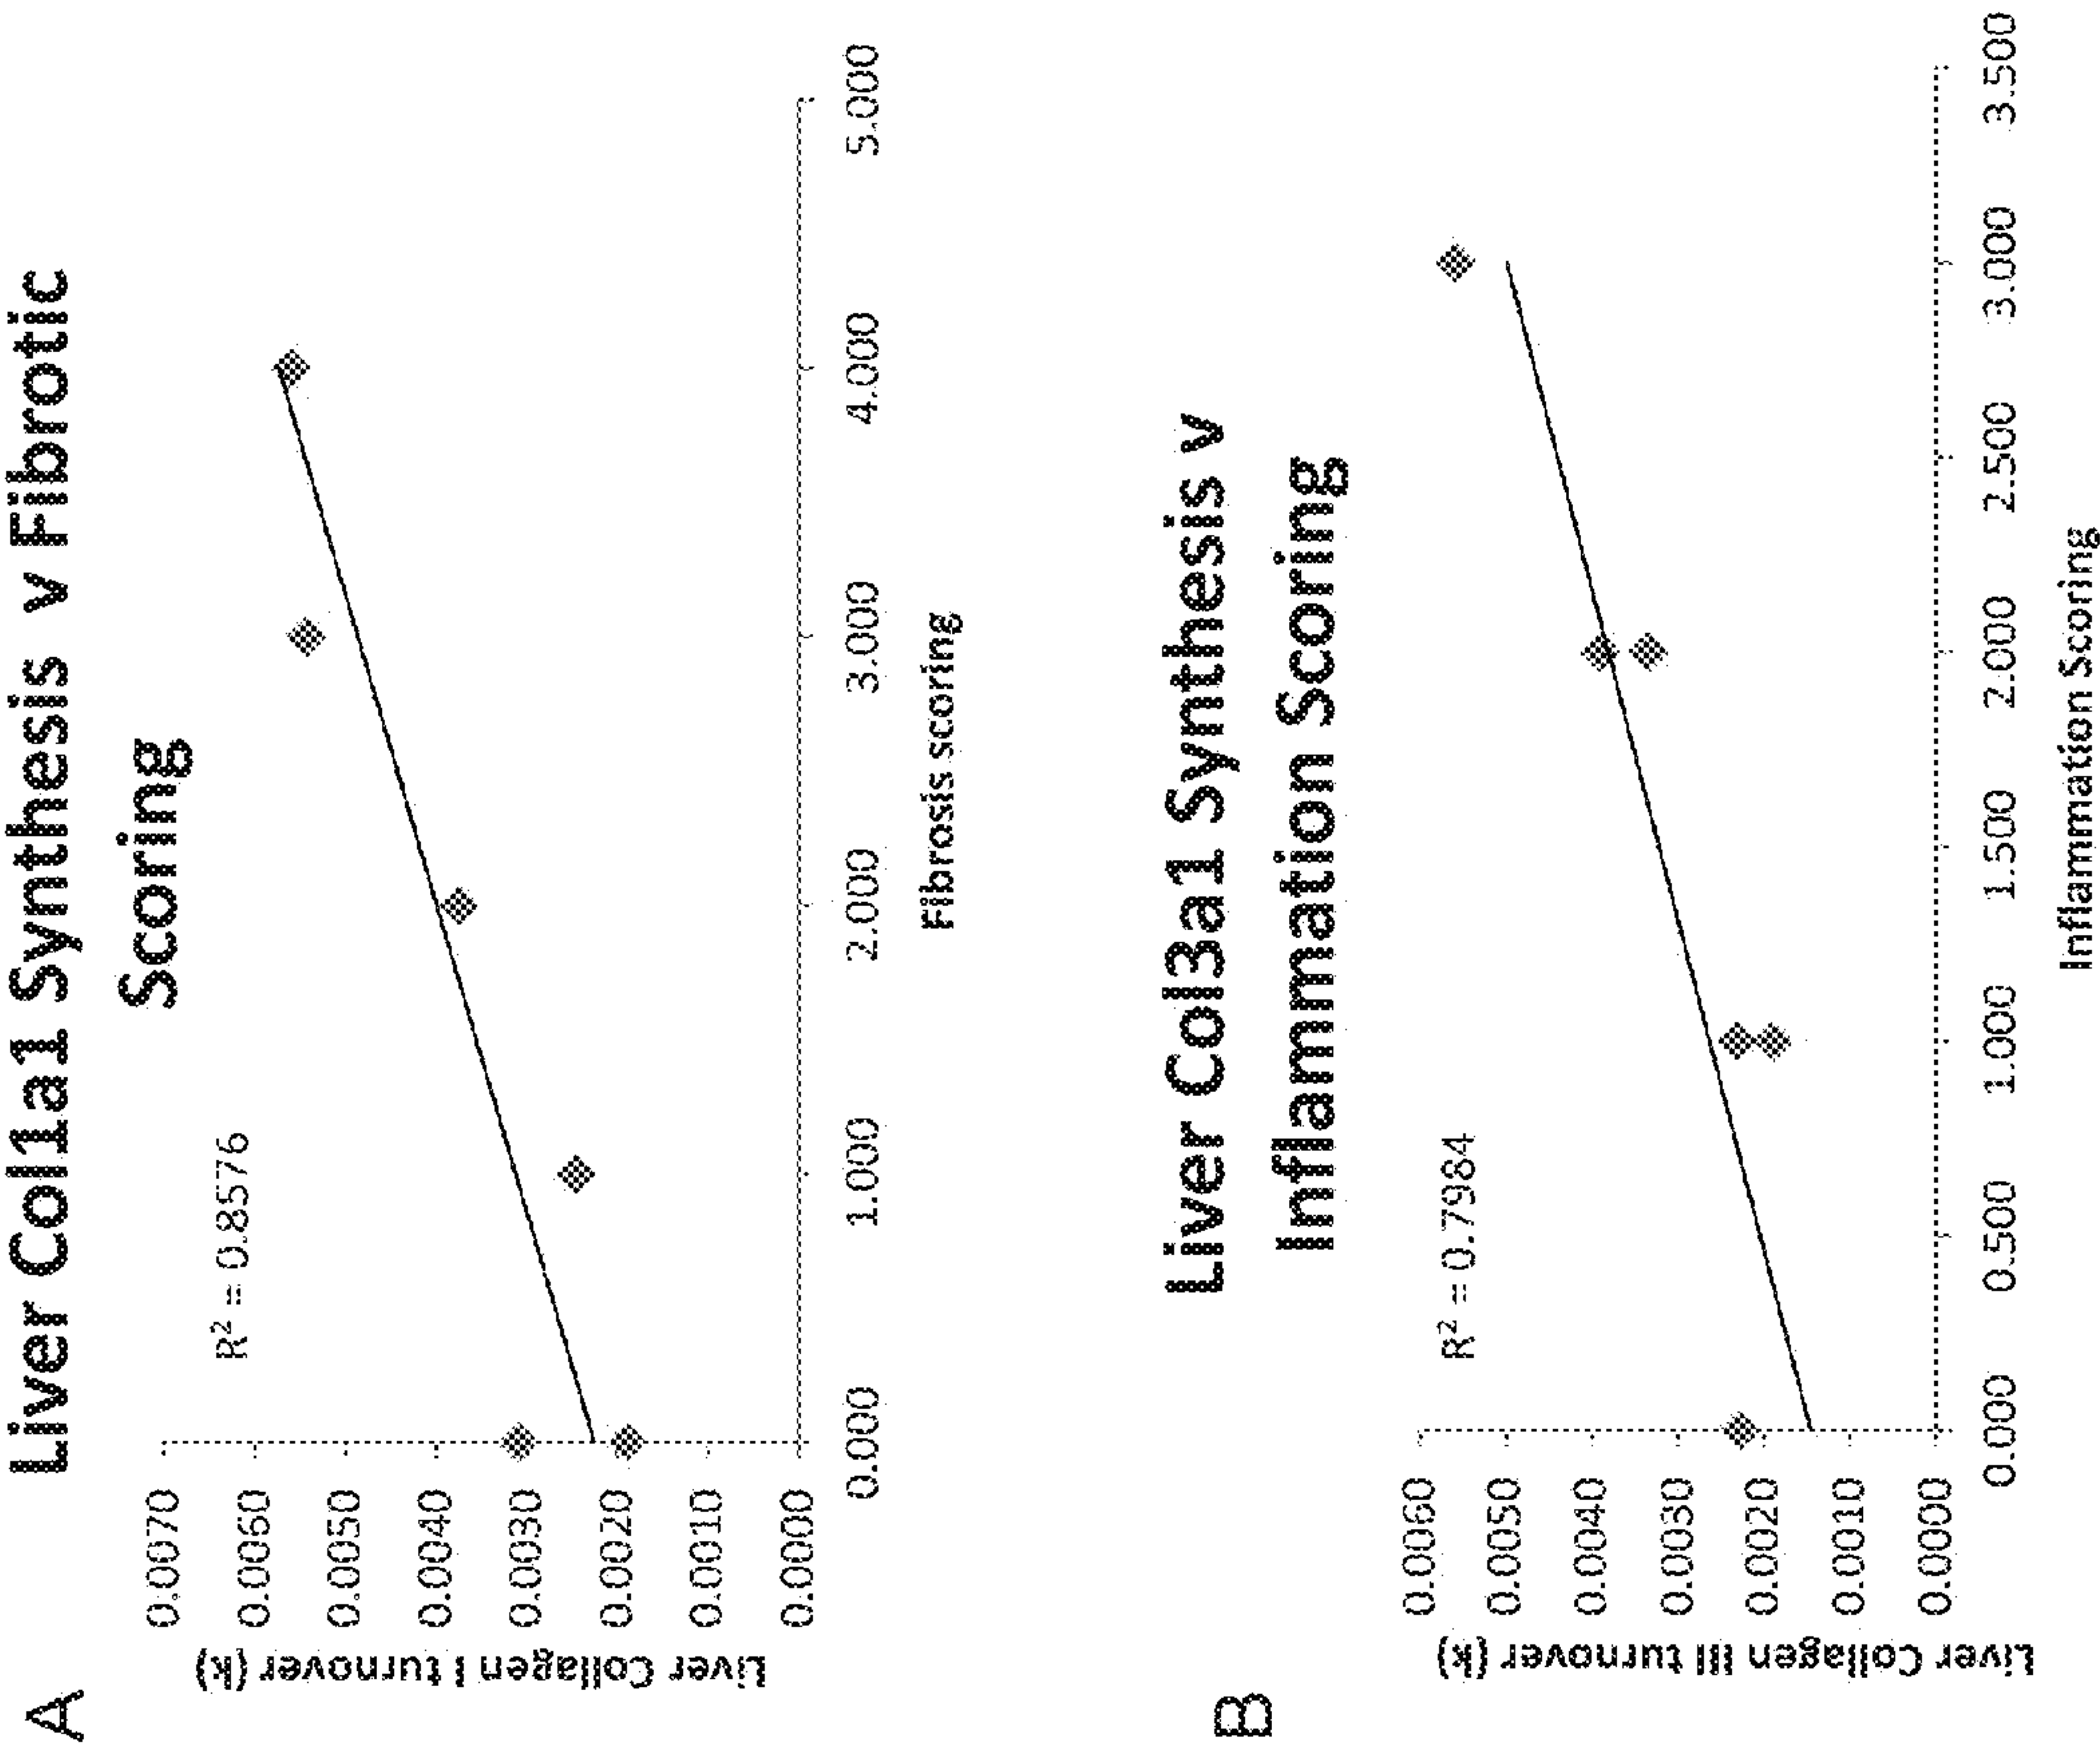 A
Liver Col1a1 Synthesis v Fibrotic
Scoring
R² = 0.8576
0.0070
0.0060
0.0050
0.0040
0.0030
0.0020
0.0010
0.0000
Liver Collagen I turnover (k)
0.000 1.000 2.000 3.000 4.000 5.000
Fibrosis scoring
B
Liver Col3a1 Synthesis v
Inflammation Scoring
R² = 0.7984
0.0060
0.0050
0.0040
0.0030
0.0020
0.0010
0.0000
Liver Collagen III turnover (k)
0.000 0.500 1.000 1.500 2.000 2.500 3.000 3.500
Inflammation Scoring